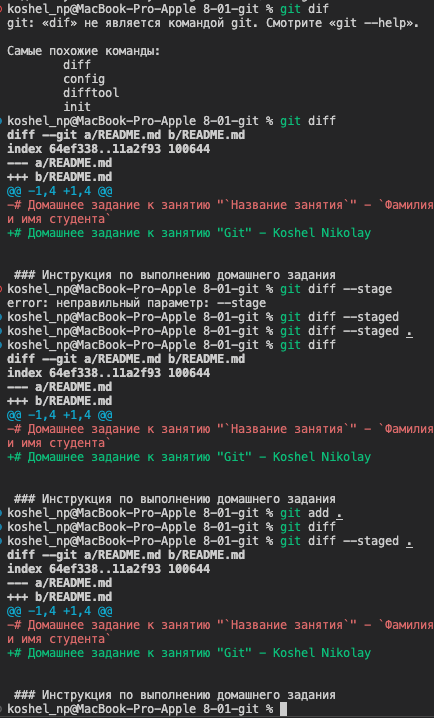 koshel_np@MacBook-Pro-Apple 8-01-git % git dif
git: «dif» не является командой git. Смотрите «git --help».
Самые похожие команды:
diff
config
difftool
init
koshel_np@MacBook-Pro-Apple 8-01-git % git diff
diff --git a/README.md b/README.md
index 64ef338..11a2f93 100644
--- a/README.md
+++ b/README.md
@@ -1,4 +1,4 @@
-# Домашнее задание к занятию "`Название занятия`" - `Фамилия
и имя студента`
+# Домашнее задание к занятию "Git" - Koshel Nikolay
### Инструкция по выполнению домашнего задания
koshel_np@MacBook-Pro-Apple 8-01-git % git diff --stage
error: неправильный параметр: --stage
koshel_np@MacBook-Pro-Apple 8-01-git % git diff --staged
koshel_np@MacBook-Pro-Apple 8-01-git % git diff --staged .
koshel_np@MacBook-Pro-Apple 8-01-git % git diff
diff --git a/README.md b/README.md
index 64ef338..11a2f93 100644
--- a/README.md
+++ b/README.md
@@ -1,4 +1,4 @@
-# Домашнее задание к занятию "`Название занятия`" - `Фамилия
и имя студента`
+# Домашнее задание к занятию "Git" - Koshel Nikolay
### Инструкция по выполнению домашнего задания
koshel_np@MacBook-Pro-Apple 8-01-git % git add .
koshel_np@MacBook-Pro-Apple 8-01-git % git diff
koshel_np@MacBook-Pro-Apple 8-01-git % git diff --staged .
diff --git a/README.md b/README.md
index 64ef338..11a2f93 100644
--- a/README.md
+++ b/README.md
@@ -1,4 +1,4 @@
-# Домашнее задание к занятию "`Название занятия`" - `Фамилия
и имя студента`
+# Домашнее задание к занятию "Git" - Koshel Nikolay
### Инструкция по выполнению домашнего задания
koshel_np@MacBook-Pro-Apple 8-01-git %